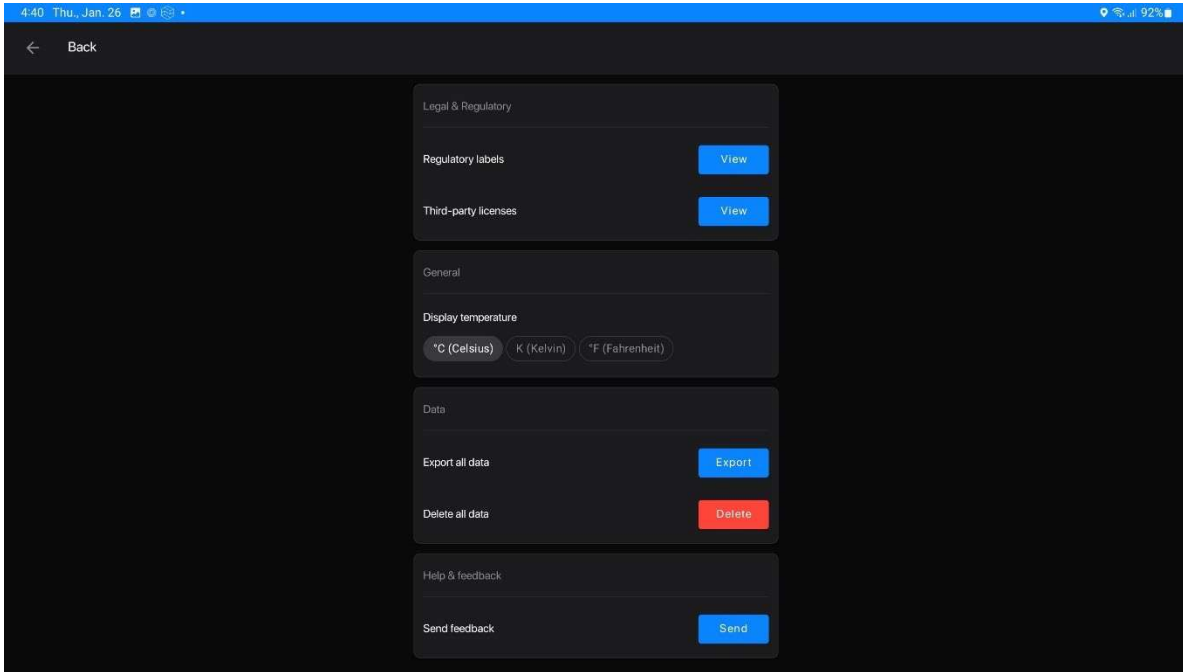 4:40 Thu., Jan. 26 92%
Back
Legal & Regulatory
Regulatory labels View
Third-party licenses View
General
Display temperature
°C (Celsius) K (Kelvin) °F (Fahrenheit)
Data
Export all data Export
Delete all data Delete
Help & feedback
Send feedback Send